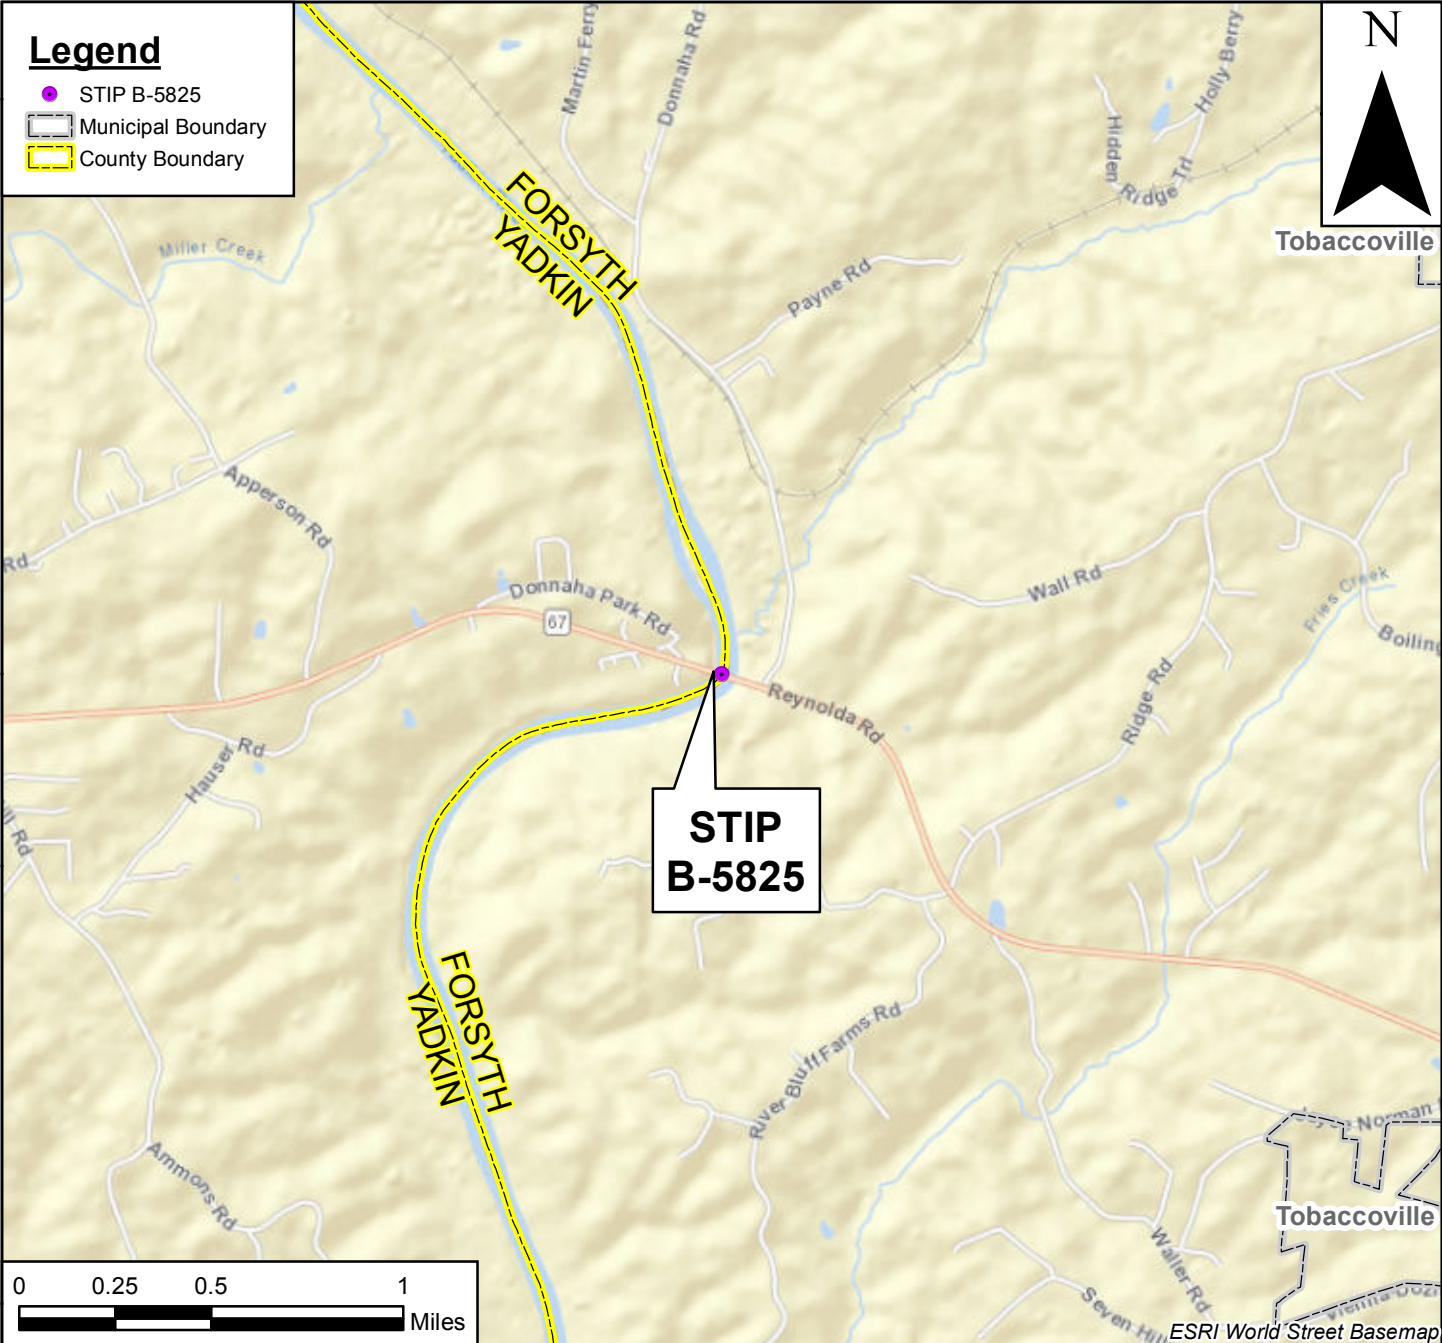 Legend
STIP B-5825
Municipal Boundary
County Boundary
N
Martin Ferry
Donnaha Rd
Holly Berry
Hidden
Ridge Trl
Tobaccoville
Miller Creek
FORSYTH
YADKIN
Payne Rd
Apperson Rd
Rd
Donnaha Park Rd
67
Wall Rd
Fries Creek
Boiling
Reynolda Rd
Ridge Rd
Hauser Rd
Rd
STIP
B-5825
FORSYTH
YADKIN
River Bluff Farms Rd
Norman
Ammons Rd
Tobaccoville
Waller Rd
Seven
Vienna
0 0.25 0.5 1
Miles
ESRI World Street Basemap